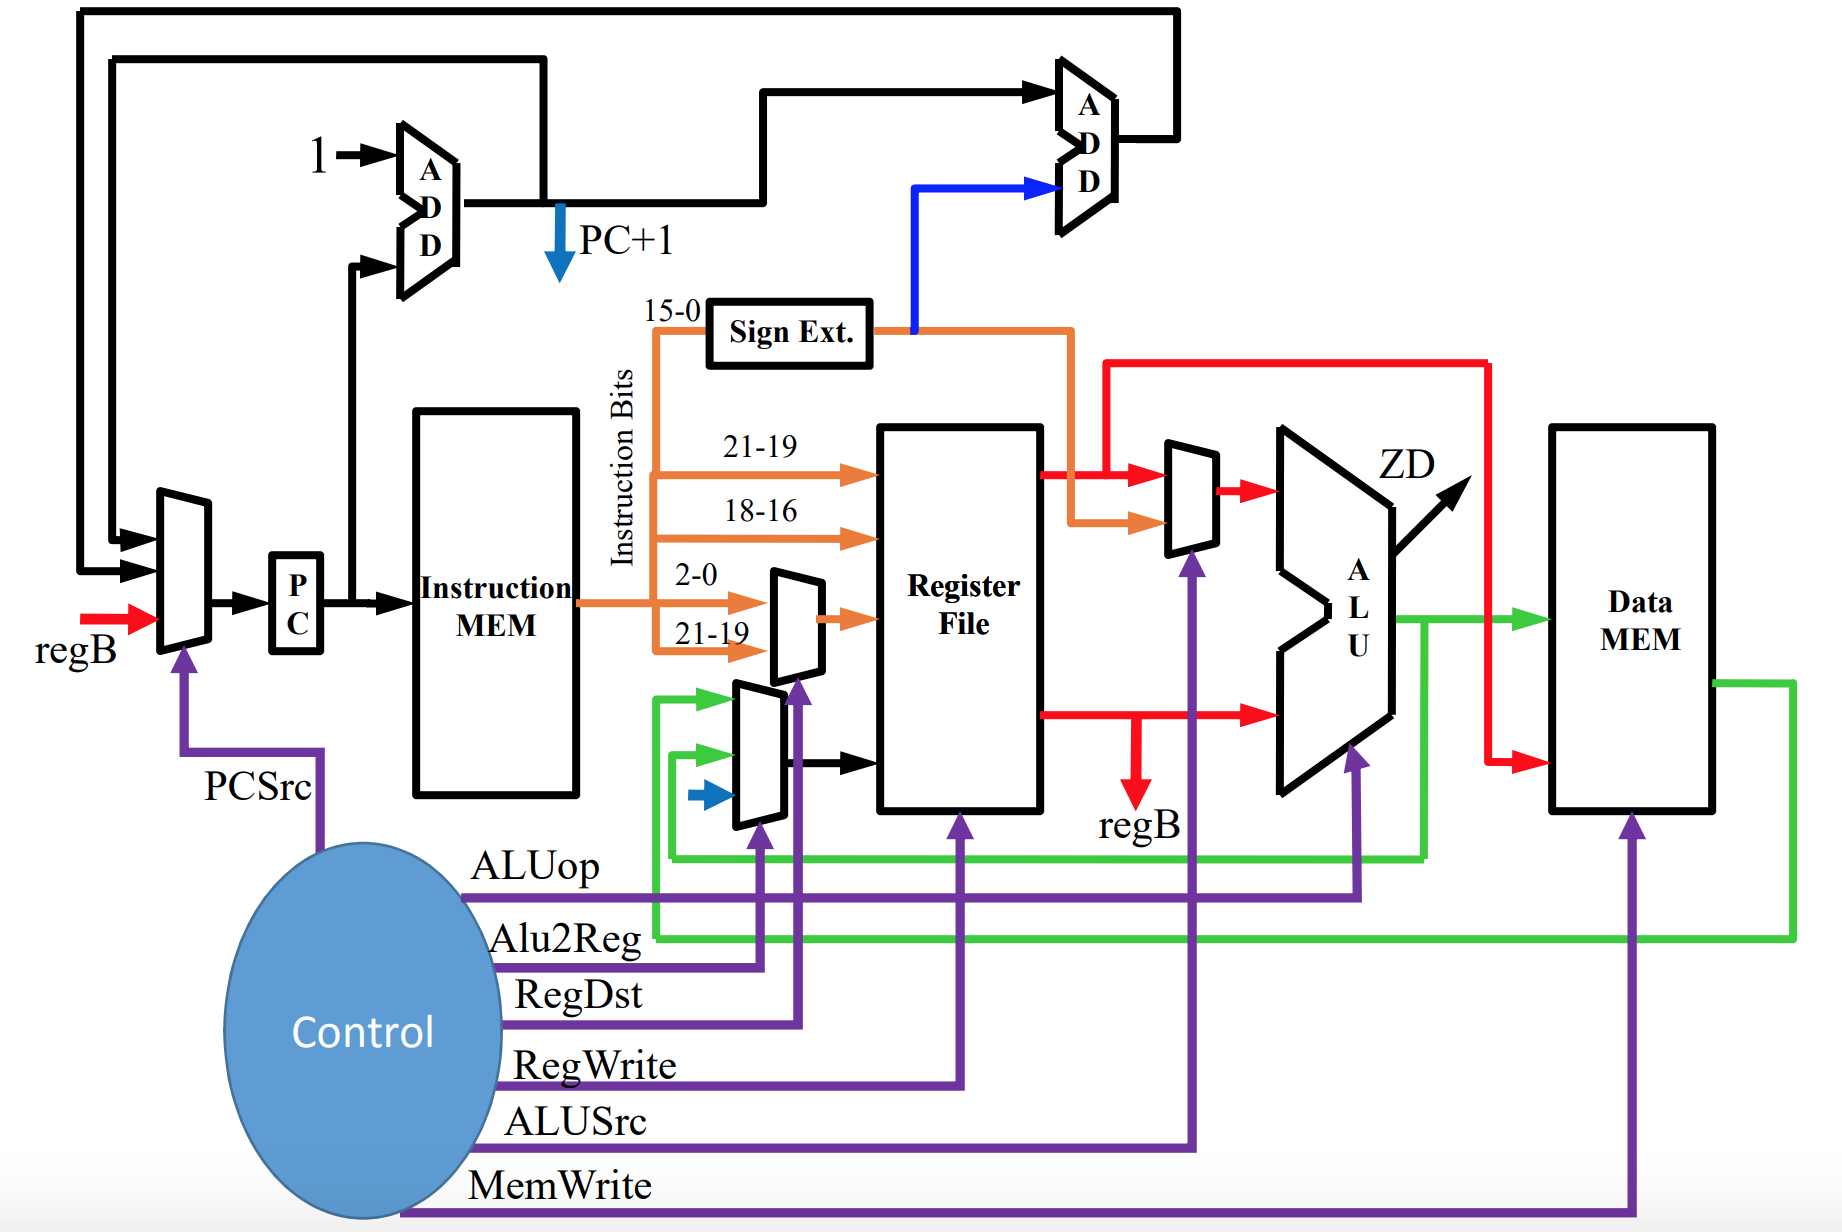 1
A
D
D
PC+1
A
D
D
15-0
Sign Ext.
Instruction Bits
21-19
18-16
2-0
21-19
regB
P
C
Instruction
MEM
Register
File
regB
ZD
A
L
U
Data
MEM
PCSrc
ALUop
Alu2Reg
RegDst
RegWrite
ALUSrc
MemWrite
Control